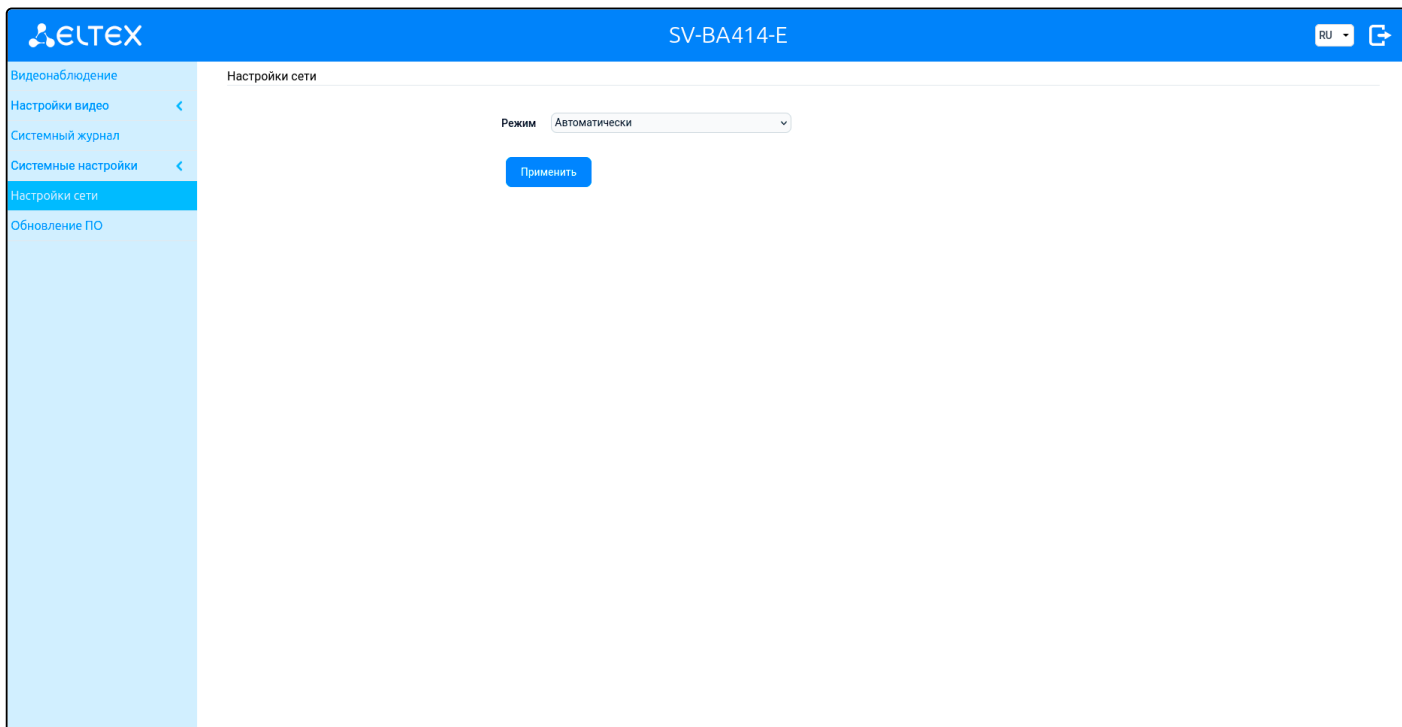 ELTEX
SV-BA414-E
RU
Видеонаблюдение
Настройки видео
Системный журнал
Системные настройки
Настройки сети
Обновление ПО
Настройки сети
Режим Автоматически
Применить